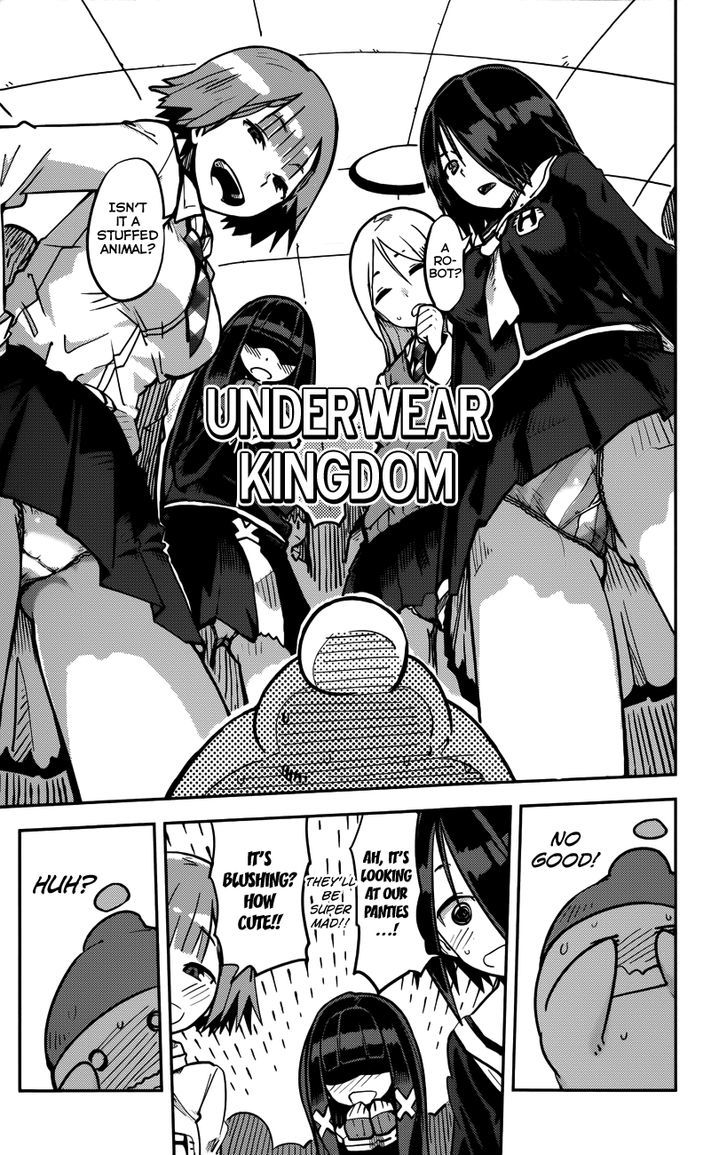 A
RO-
BOT?
ISN'T
IT A
STUFFED
ANIMAL?
UNDERWEAR
KINGDOM
NO
GOOD!
AH, IT'S
LOOKING
AT OUR
PANTIES
...!
THEY'LL
BE
SUPER
MAD!!
IT'S
BLUSHING?
HOW
CUTE!!
HUH?